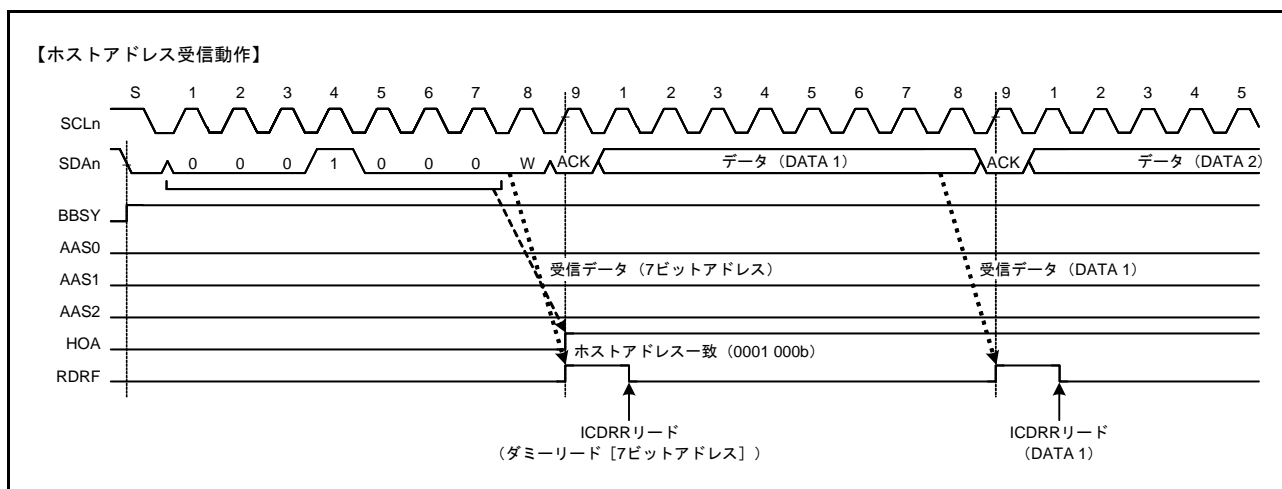 【ホストアドレス受信動作】
S 1 2 3 4 5 6 7 8 9 1 2 3 4 5 6 7 8 9 1 2 3 4 5
SCLn
SDAn 0 0 0 1 0 0 0 W ACK データ（DATA 1） ACK データ（DATA 2）
BBSY
AAS0
AAS1 受信データ（7ビットアドレス） 受信データ（DATA 1）
AAS2
HOA
ホストアドレス一致（0001 000b）
RDRF
ICDRRリード ICDRRリード
（ダミーリード［7ビットアドレス］） （DATA 1）